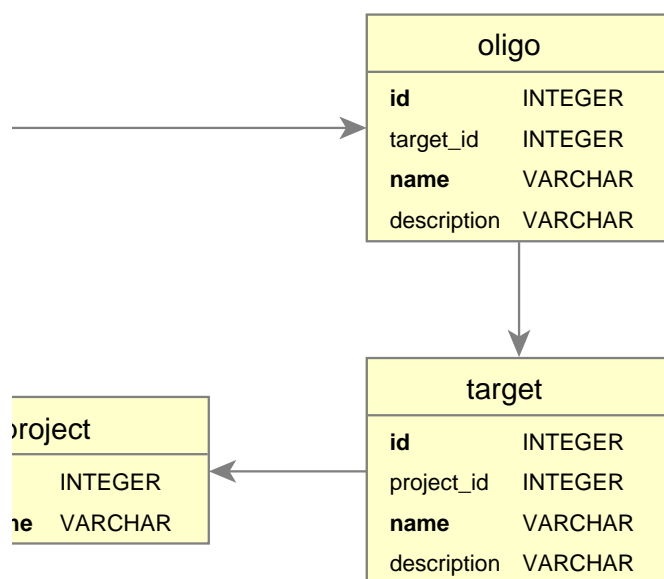 oligo
id INTEGER
target_id INTEGER
name VARCHAR
description VARCHAR
target
id INTEGER
project_id INTEGER
name VARCHAR
description VARCHAR
project
INTEGER
VARCHAR